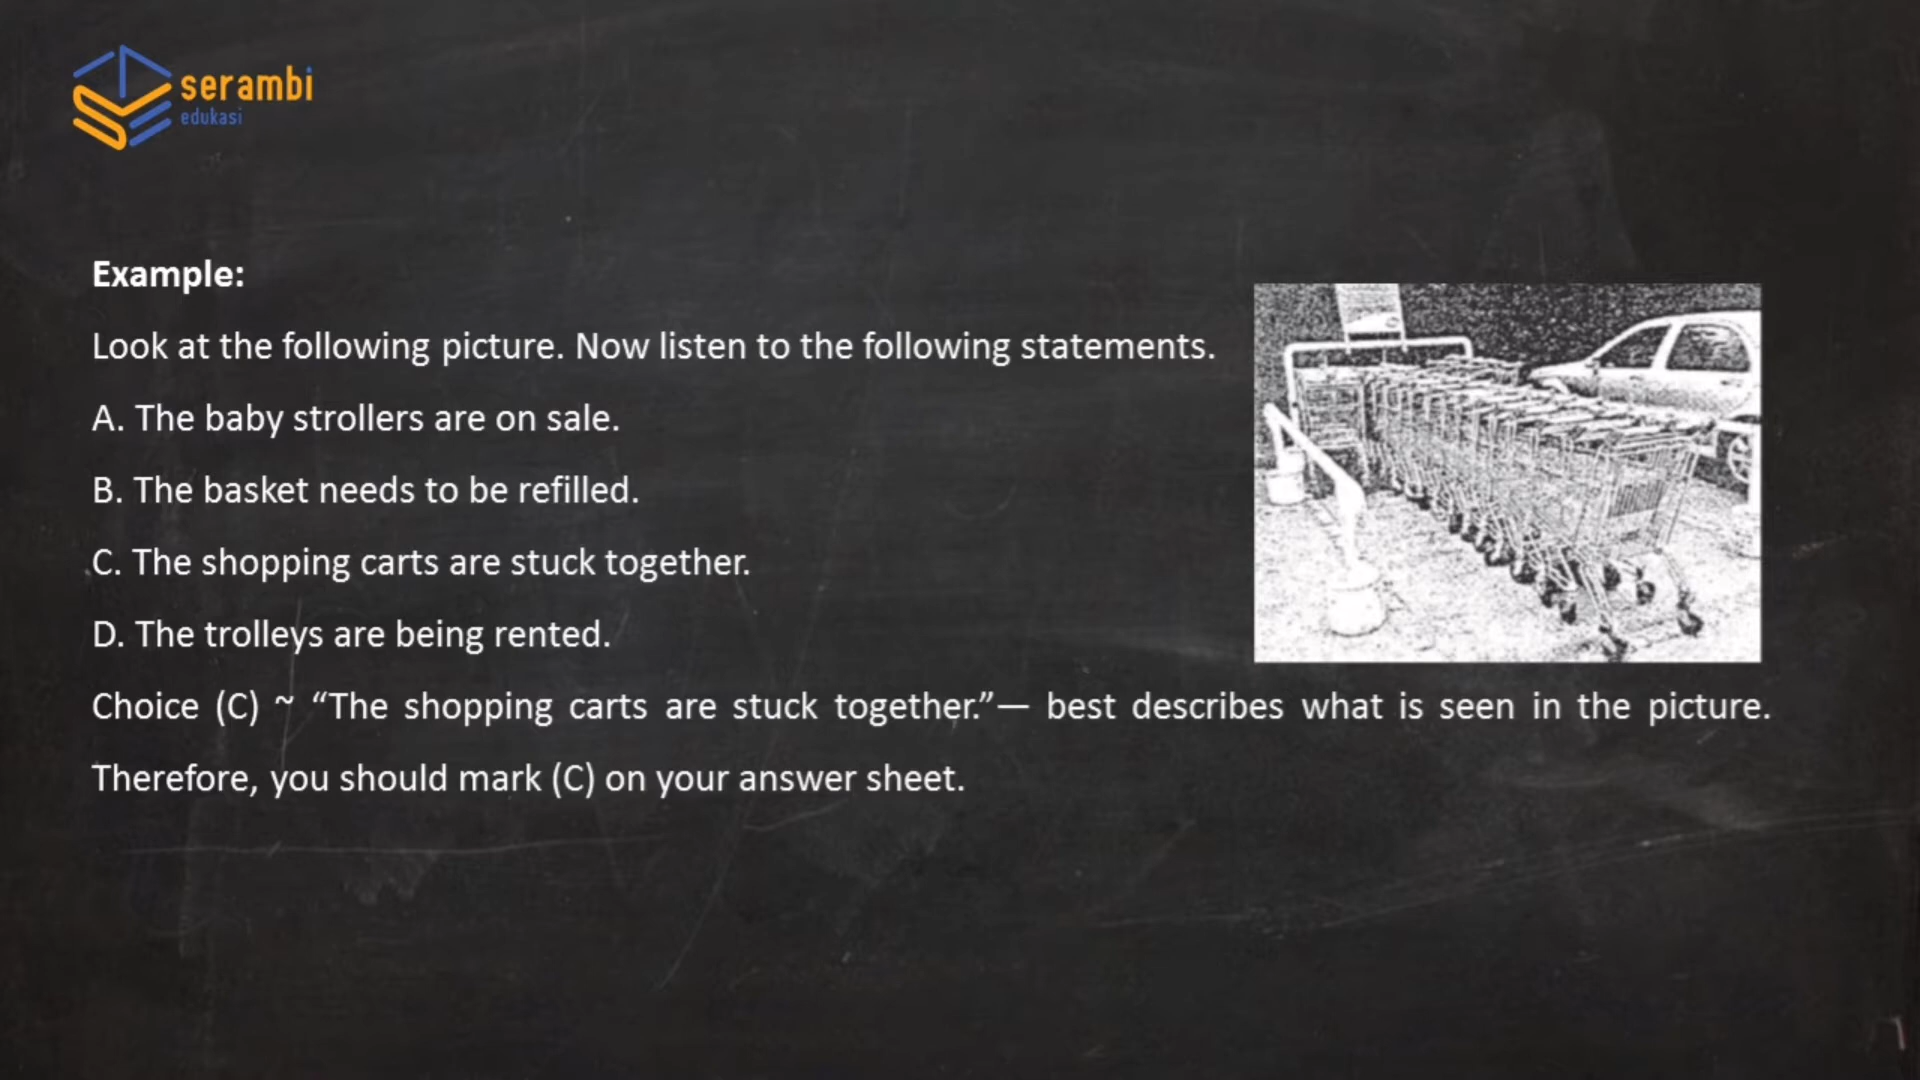 serambi
edukasi
Example:
Look at the following picture. Now listen to the following statements.
A. The baby strollers are on sale.
B. The basket needs to be refilled.
C. The shopping carts are stuck together.
D. The trolleys are being rented.
Choice (C) ~ “The shopping carts are stuck together.”— best describes what is seen in the picture.
Therefore, you should mark (C) on your answer sheet.